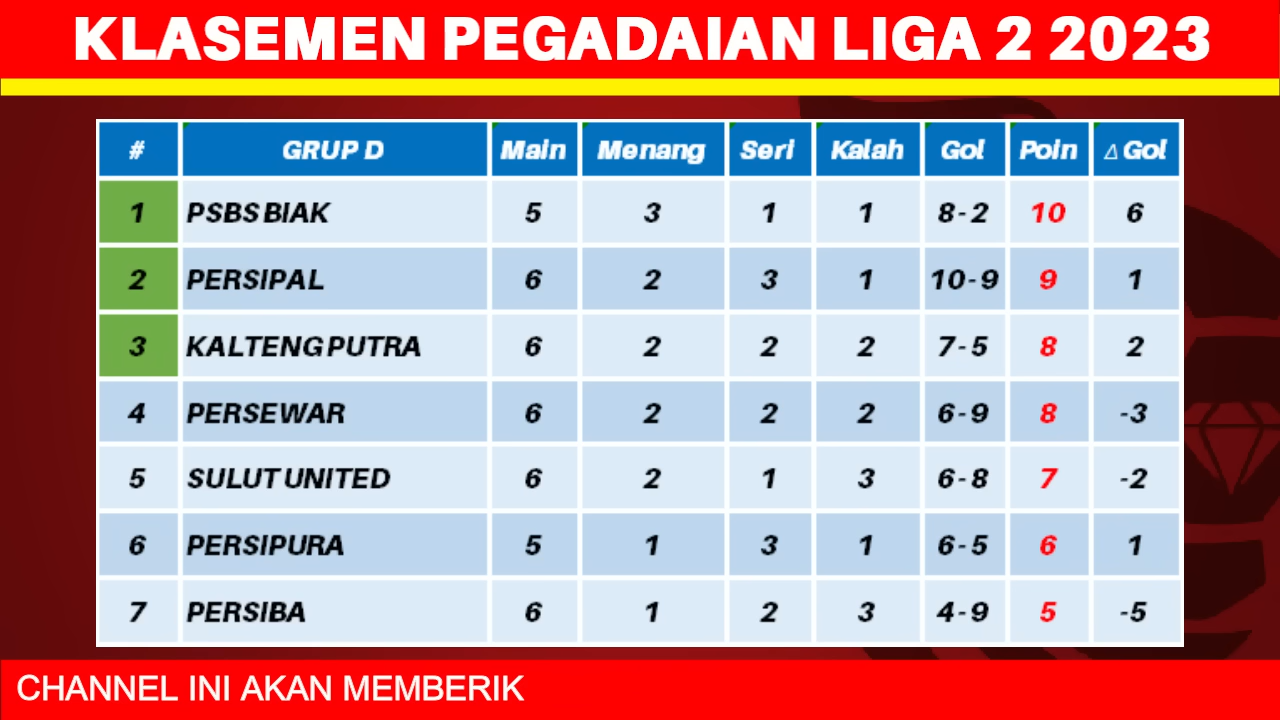 KLASEMEN PEGADAIAN LIGA 2 2023
# GRUP D Main Menang Seri Kalah Gol Poin △ Gol
1 PSBS BIAK 5 3 1 1 8-2 10 6
2 PERSIPAL 6 2 3 1 10-9 9 1
3 KALTENG PUTRA 6 2 2 2 7-5 8 2
4 PERSEWAR 6 2 2 2 6-9 8 -3
5 SULUT UNITED 6 2 1 3 6-8 7 -2
6 PERSIPURA 5 1 3 1 6-5 6 1
7 PERSIBA 6 1 2 3 4-9 5 -5
CHANNEL INI AKAN MEMBERIK